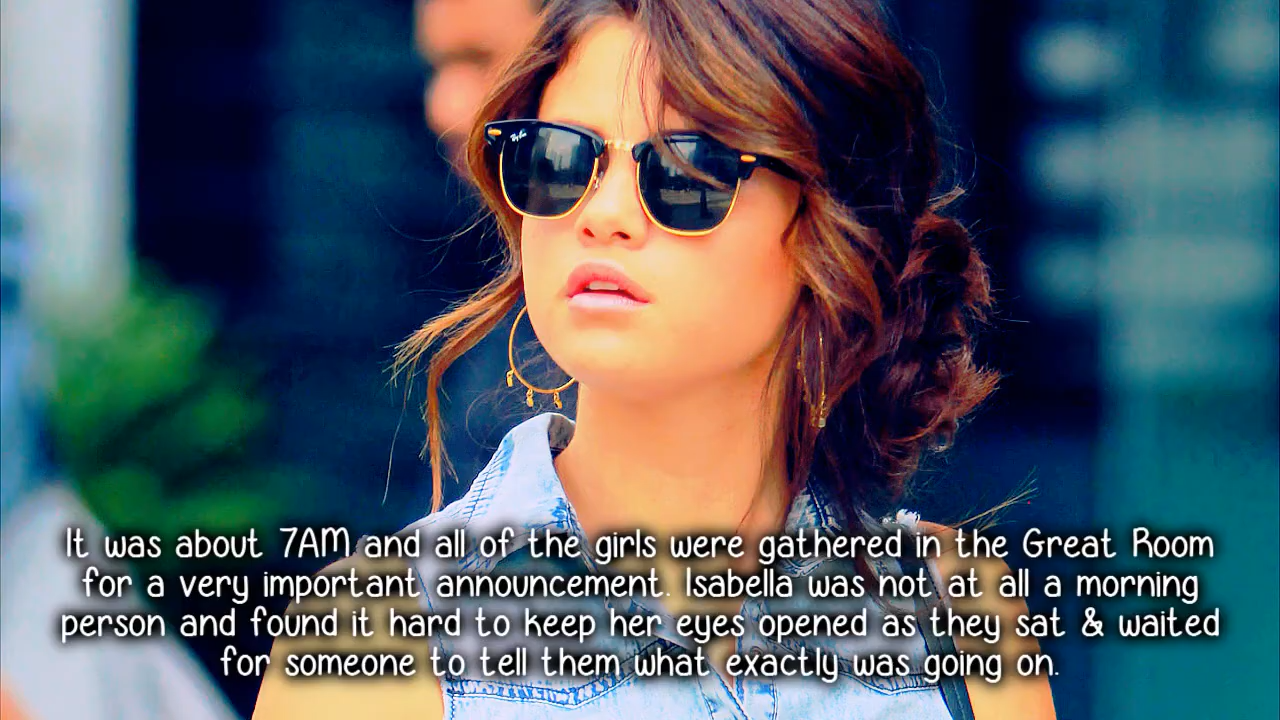 Ray-Ban
It was about 7AM and all of the girls were gathered in the Great Room
for a very important announcement. Isabella was not at all a morning
person and found it hard to keep her eyes opened as they sat & waited
for someone to tell them what exactly was going on.